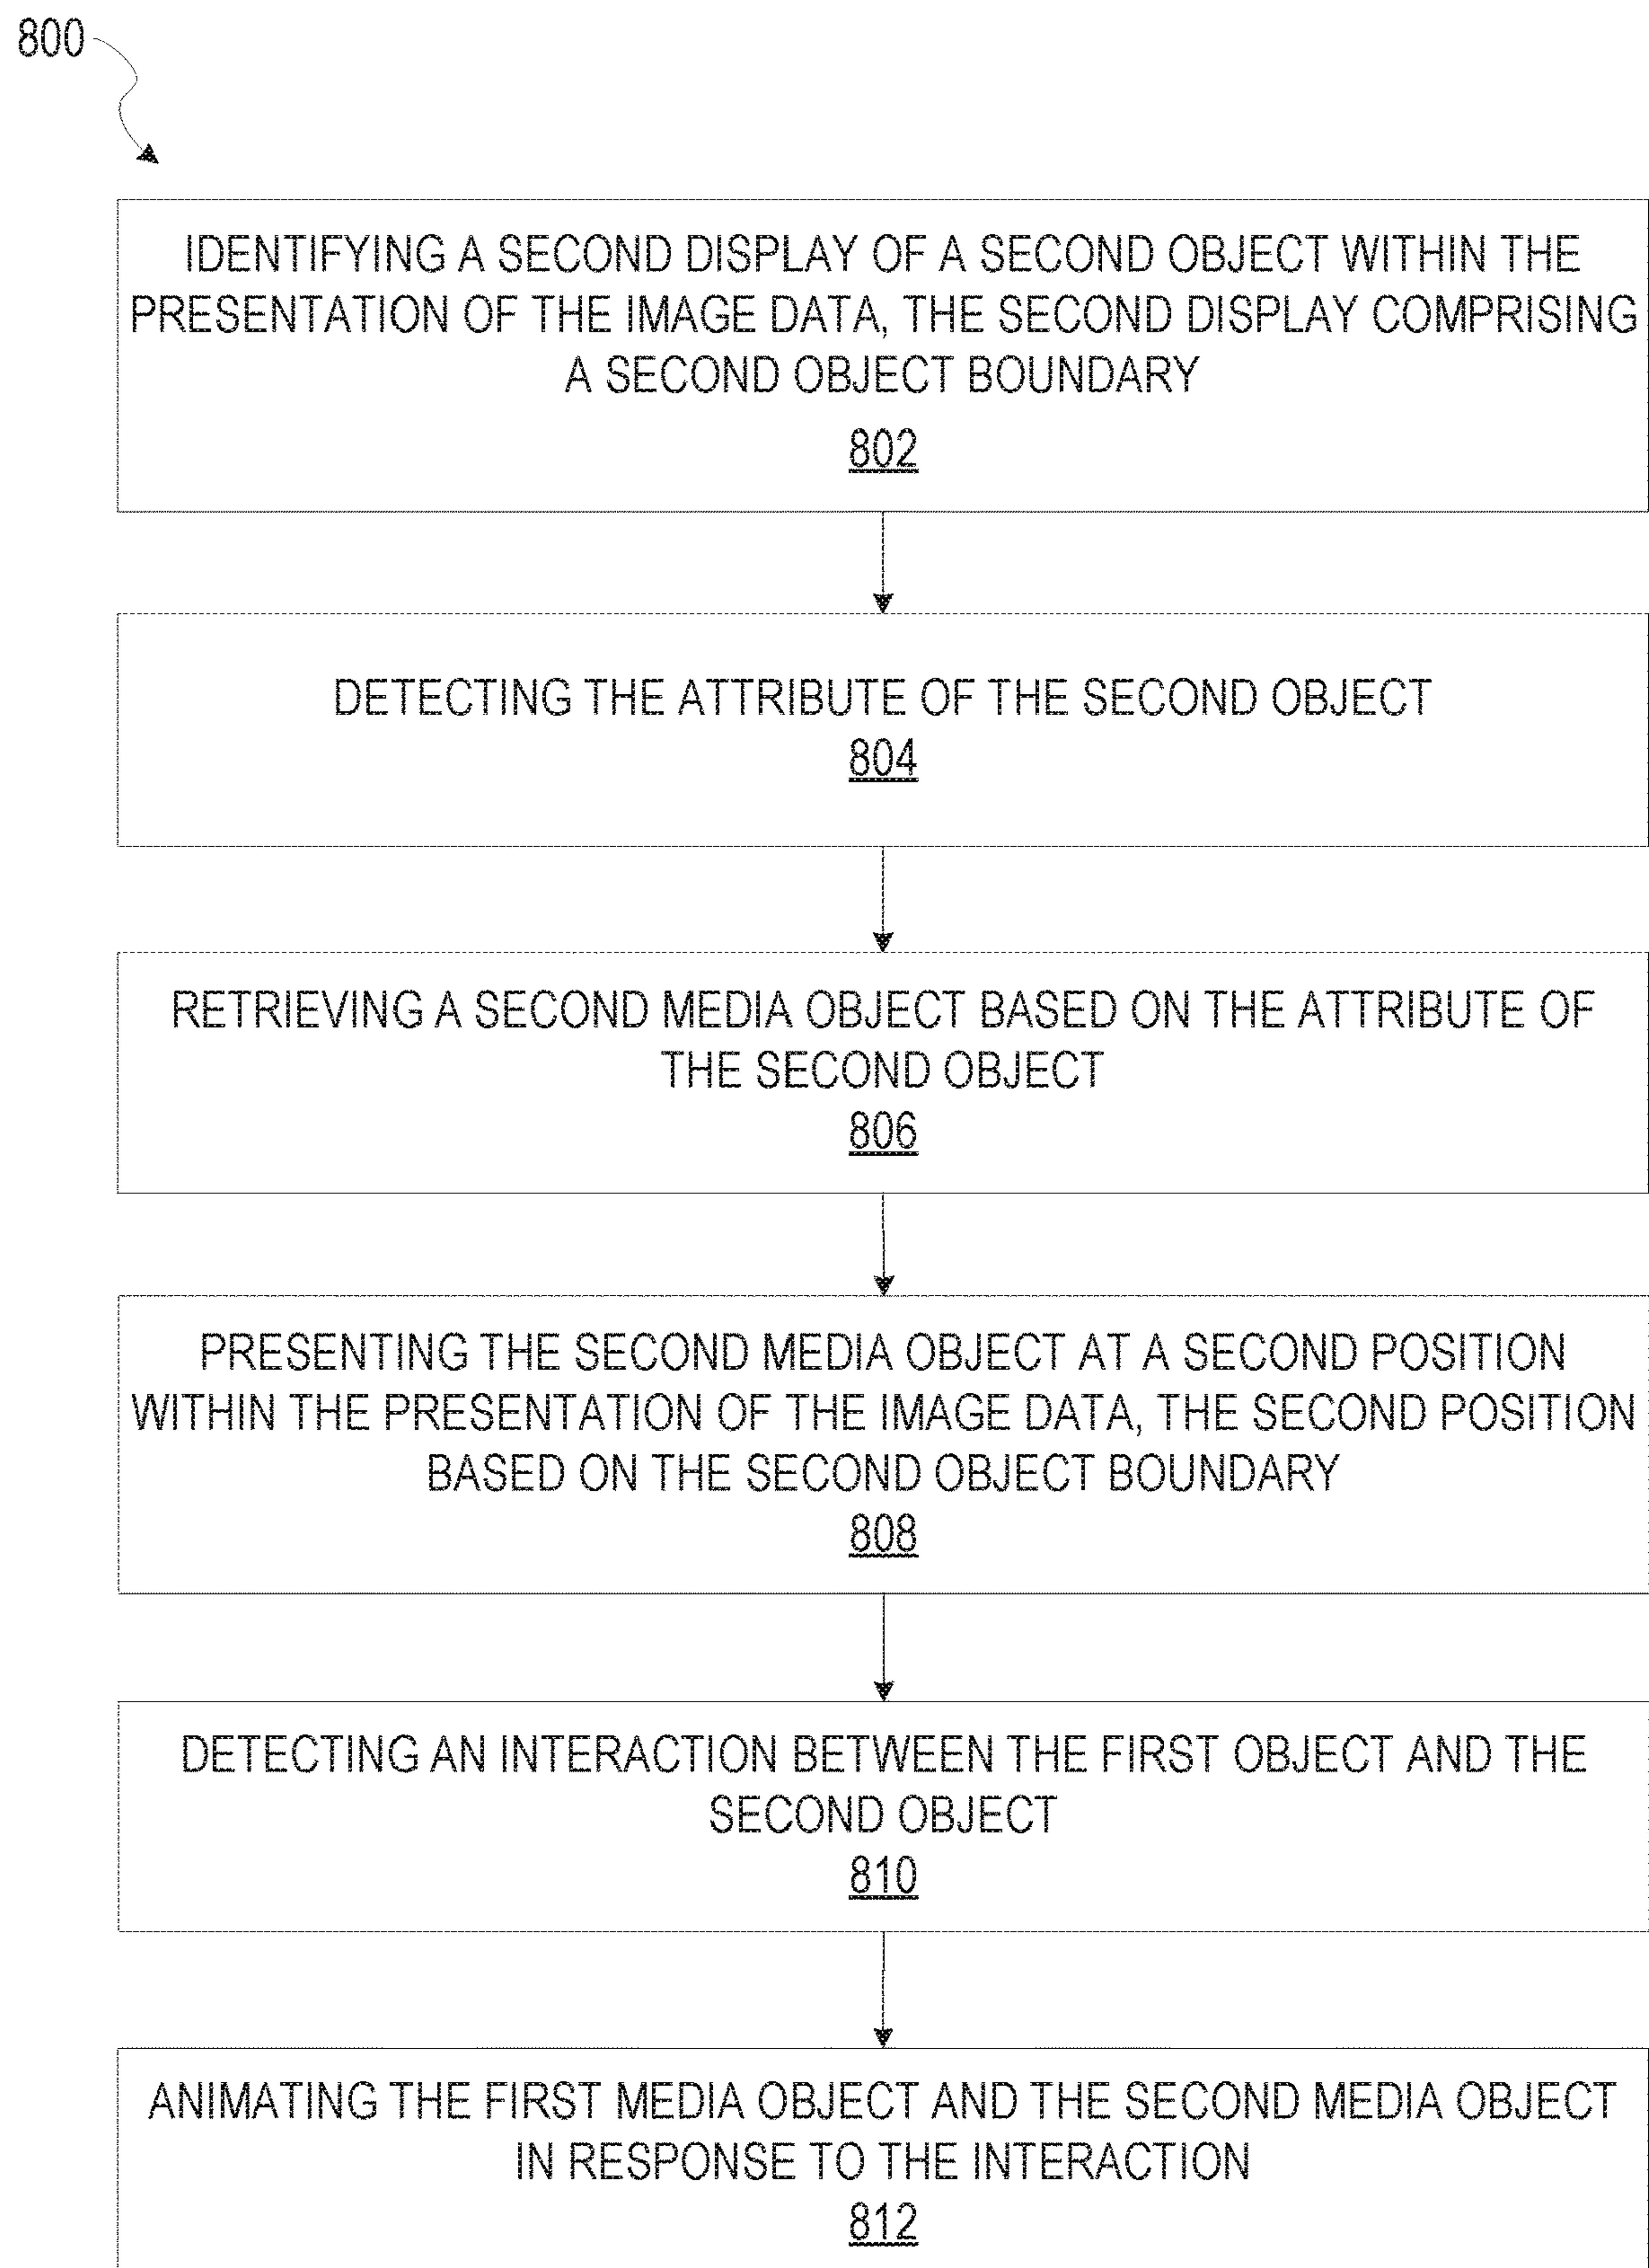 800
IDENTIFYING A SECOND DISPLAY OF A SECOND OBJECT WITHIN THE
PRESENTATION OF THE IMAGE DATA, THE SECOND DISPLAY COMPRISING
A SECOND OBJECT BOUNDARY
802
DETECTING THE ATTRIBUTE OF THE SECOND OBJECT
804
RETRIEVING A SECOND MEDIA OBJECT BASED ON THE ATTRIBUTE OF
THE SECOND OBJECT
806
PRESENTING THE SECOND MEDIA OBJECT AT A SECOND POSITION
WITHIN THE PRESENTATION OF THE IMAGE DATA, THE SECOND POSITION
BASED ON THE SECOND OBJECT BOUNDARY
808
DETECTING AN INTERACTION BETWEEN THE FIRST OBJECT AND THE
SECOND OBJECT
810
ANIMATING THE FIRST MEDIA OBJECT AND THE SECOND MEDIA OBJECT
IN RESPONSE TO THE INTERACTION
812